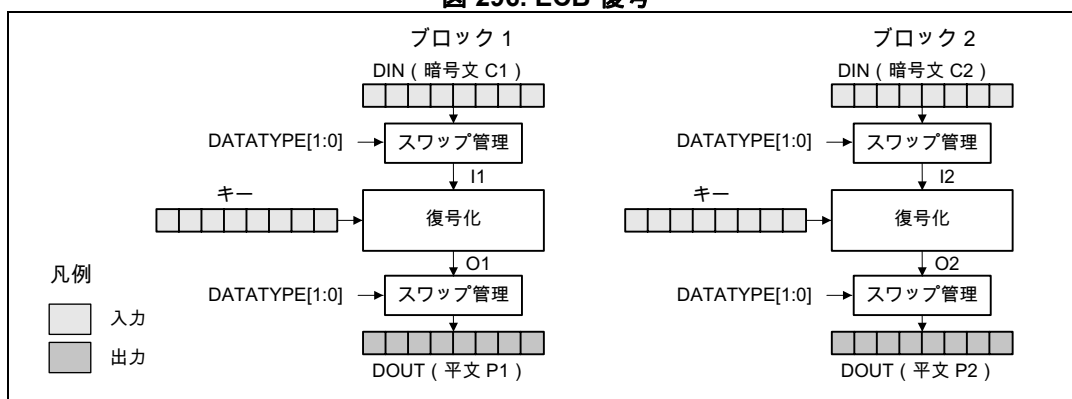 図 296. ECB 復号
ブロック 1
DIN ( 暗号文 C1 )
DATATYPE[1:0]
スワップ管理
I1
キー
復号化
O1
DATATYPE[1:0]
スワップ管理
DOUT ( 平文 P1 )
ブロック 2
DIN ( 暗号文 C2 )
DATATYPE[1:0]
スワップ管理
I2
キー
復号化
O2
DATATYPE[1:0]
スワップ管理
DOUT ( 平文 P2 )
凡例
入力
出力